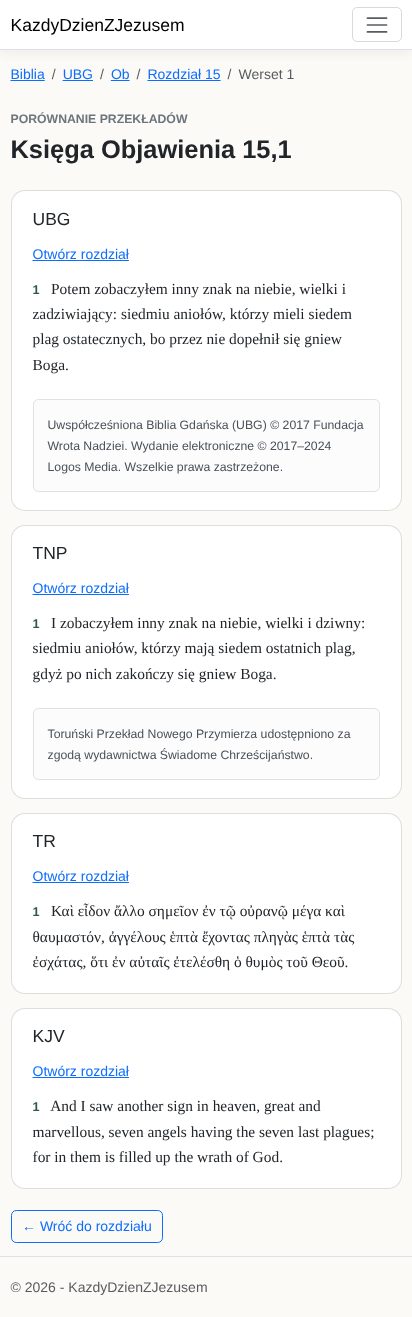 KazdyDzienZJezusem
Biblia / UBG / Ob / Rozdział 15 / Werset 1
PORÓWNANIE PRZEKŁADÓW
Księga Objawienia 15,1
UBG
Otwórz rozdział
1 Potem zobaczyłem inny znak na niebie, wielki i
zadziwiający: siedmiu aniołów, którzy mieli siedem
plag ostatecznych, bo przez nie dopełnił się gniew
Boga.
Uwspółcześniona Biblia Gdańska (UBG) © 2017 Fundacja
Wrota Nadziei. Wydanie elektroniczne © 2017–2024
Logos Media. Wszelkie prawa zastrzeżone.
TNP
Otwórz rozdział
1 I zobaczyłem inny znak na niebie, wielki i dziwny:
siedmiu aniołów, którzy mają siedem ostatnich plag,
gdyż po nich zakończy się gniew Boga.
Toruński Przekład Nowego Przymierza udostępniono za
zgodą wydawnictwa Świadome Chrześcijaństwo.
TR
Otwórz rozdział
1 Καὶ εἶδον ἄλλο σημεῖον ἐν τῷ οὐρανῷ μέγα καὶ
θαυμαστόν, ἀγγέλους ἑπτὰ ἔχοντας πληγὰς ἑπτὰ τὰς
ἐσχάτας, ὅτι ἐν αὐταῖς ἐτελέσθη ὁ θυμὸς τοῦ Θεοῦ.
KJV
Otwórz rozdział
1 And I saw another sign in heaven, great and
marvellous, seven angels having the seven last plagues;
for in them is filled up the wrath of God.
← Wróć do rozdziału
© 2026 - KazdyDzienZJezusem